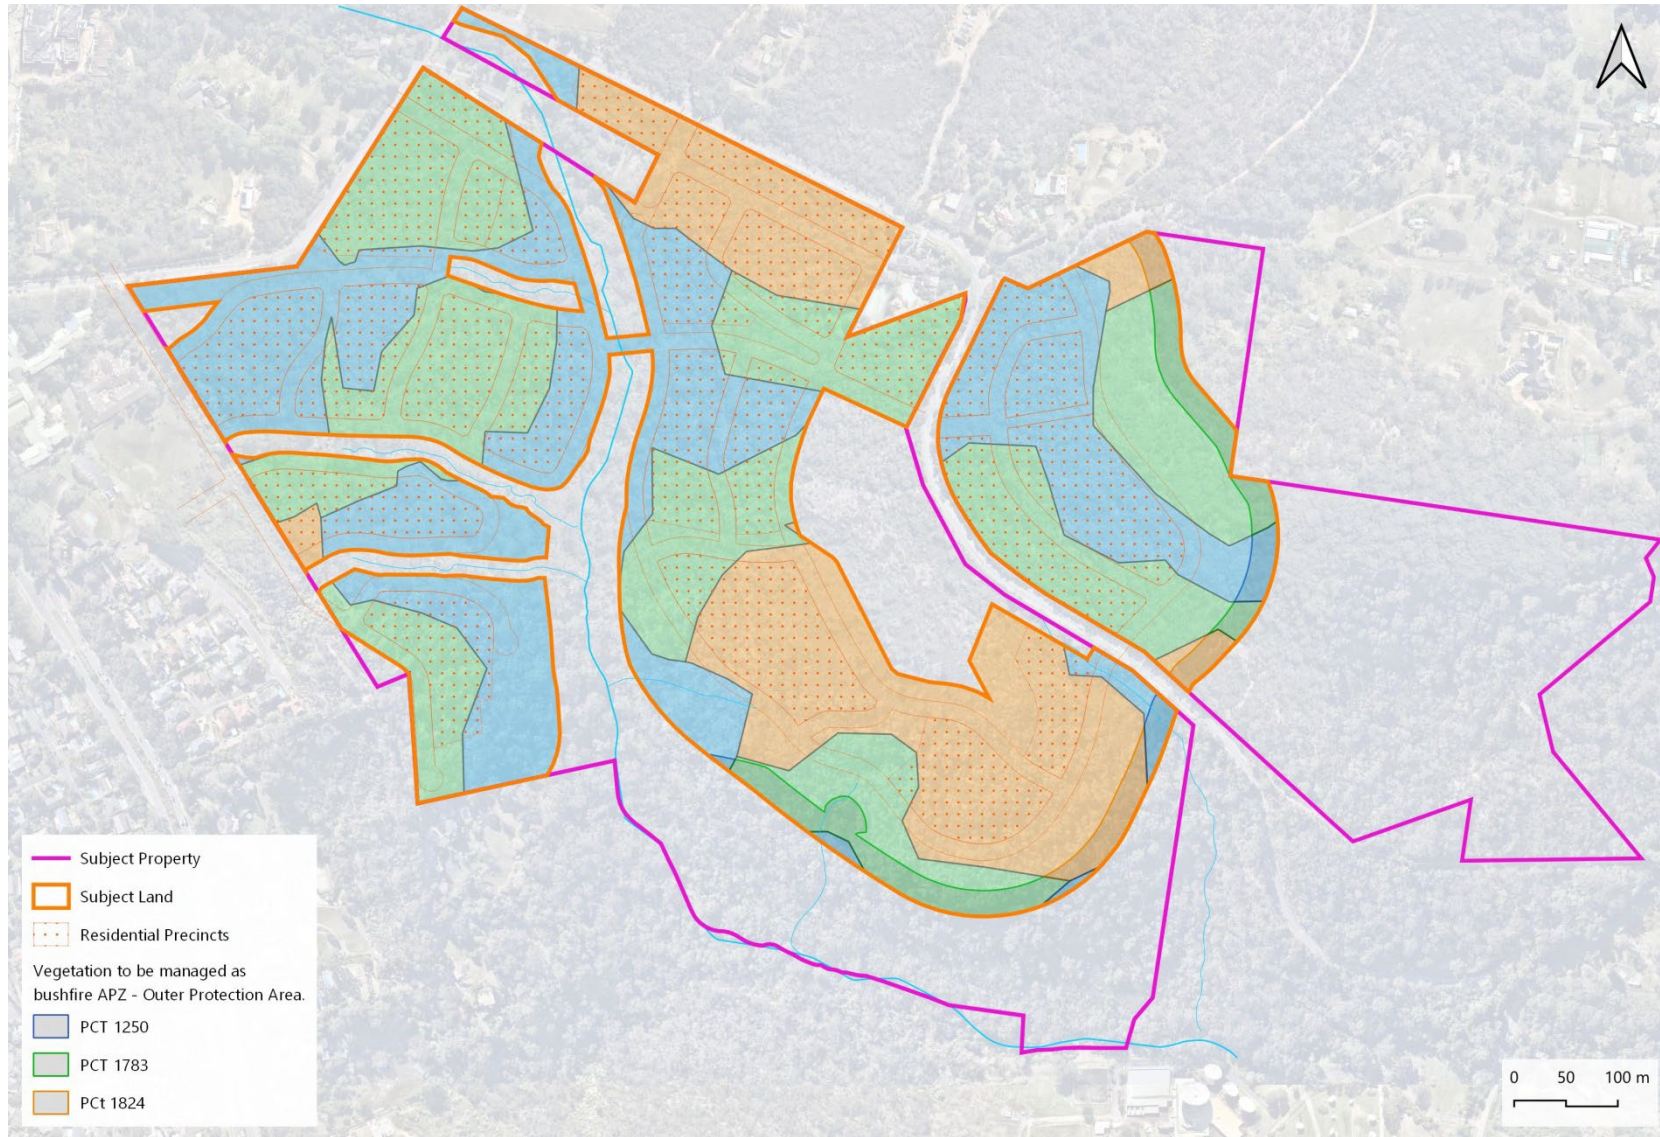 Subject Property
Subject Land
Residential Precincts
Vegetation to be managed as
bushfire APZ - Outer Protection Area.
PCT 1250
PCT 1783
PCt 1824
0 50 100 m